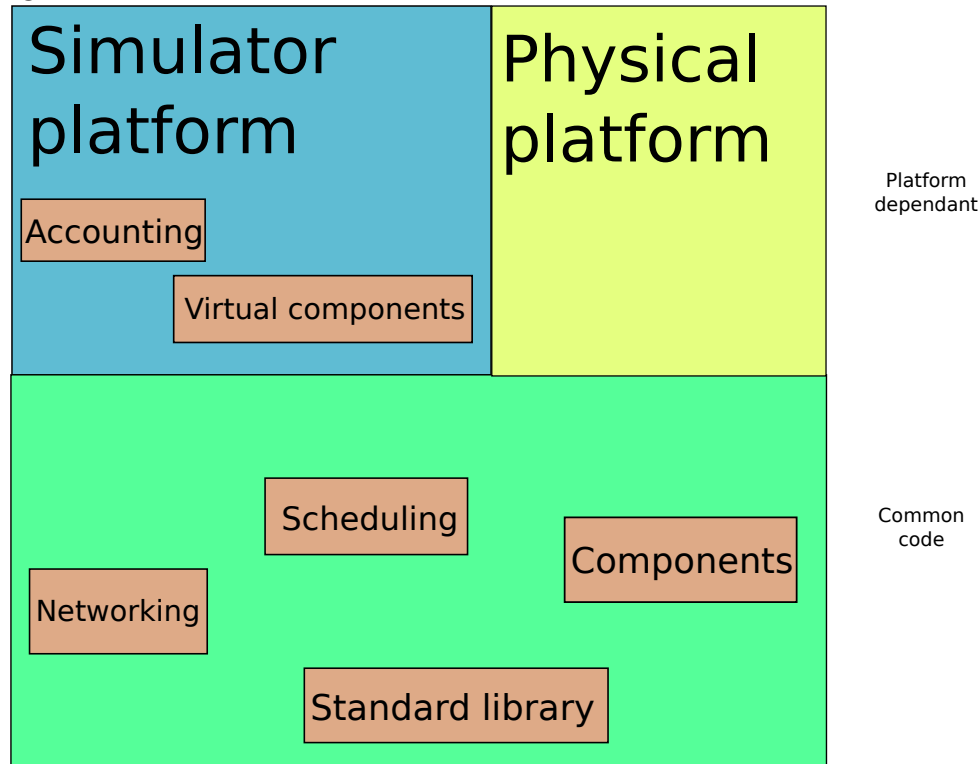 Simulator
platform
Physical
platform
Platform
dependant
Accounting
Virtual components
Scheduling
Common
code
Components
Networking
Standard library